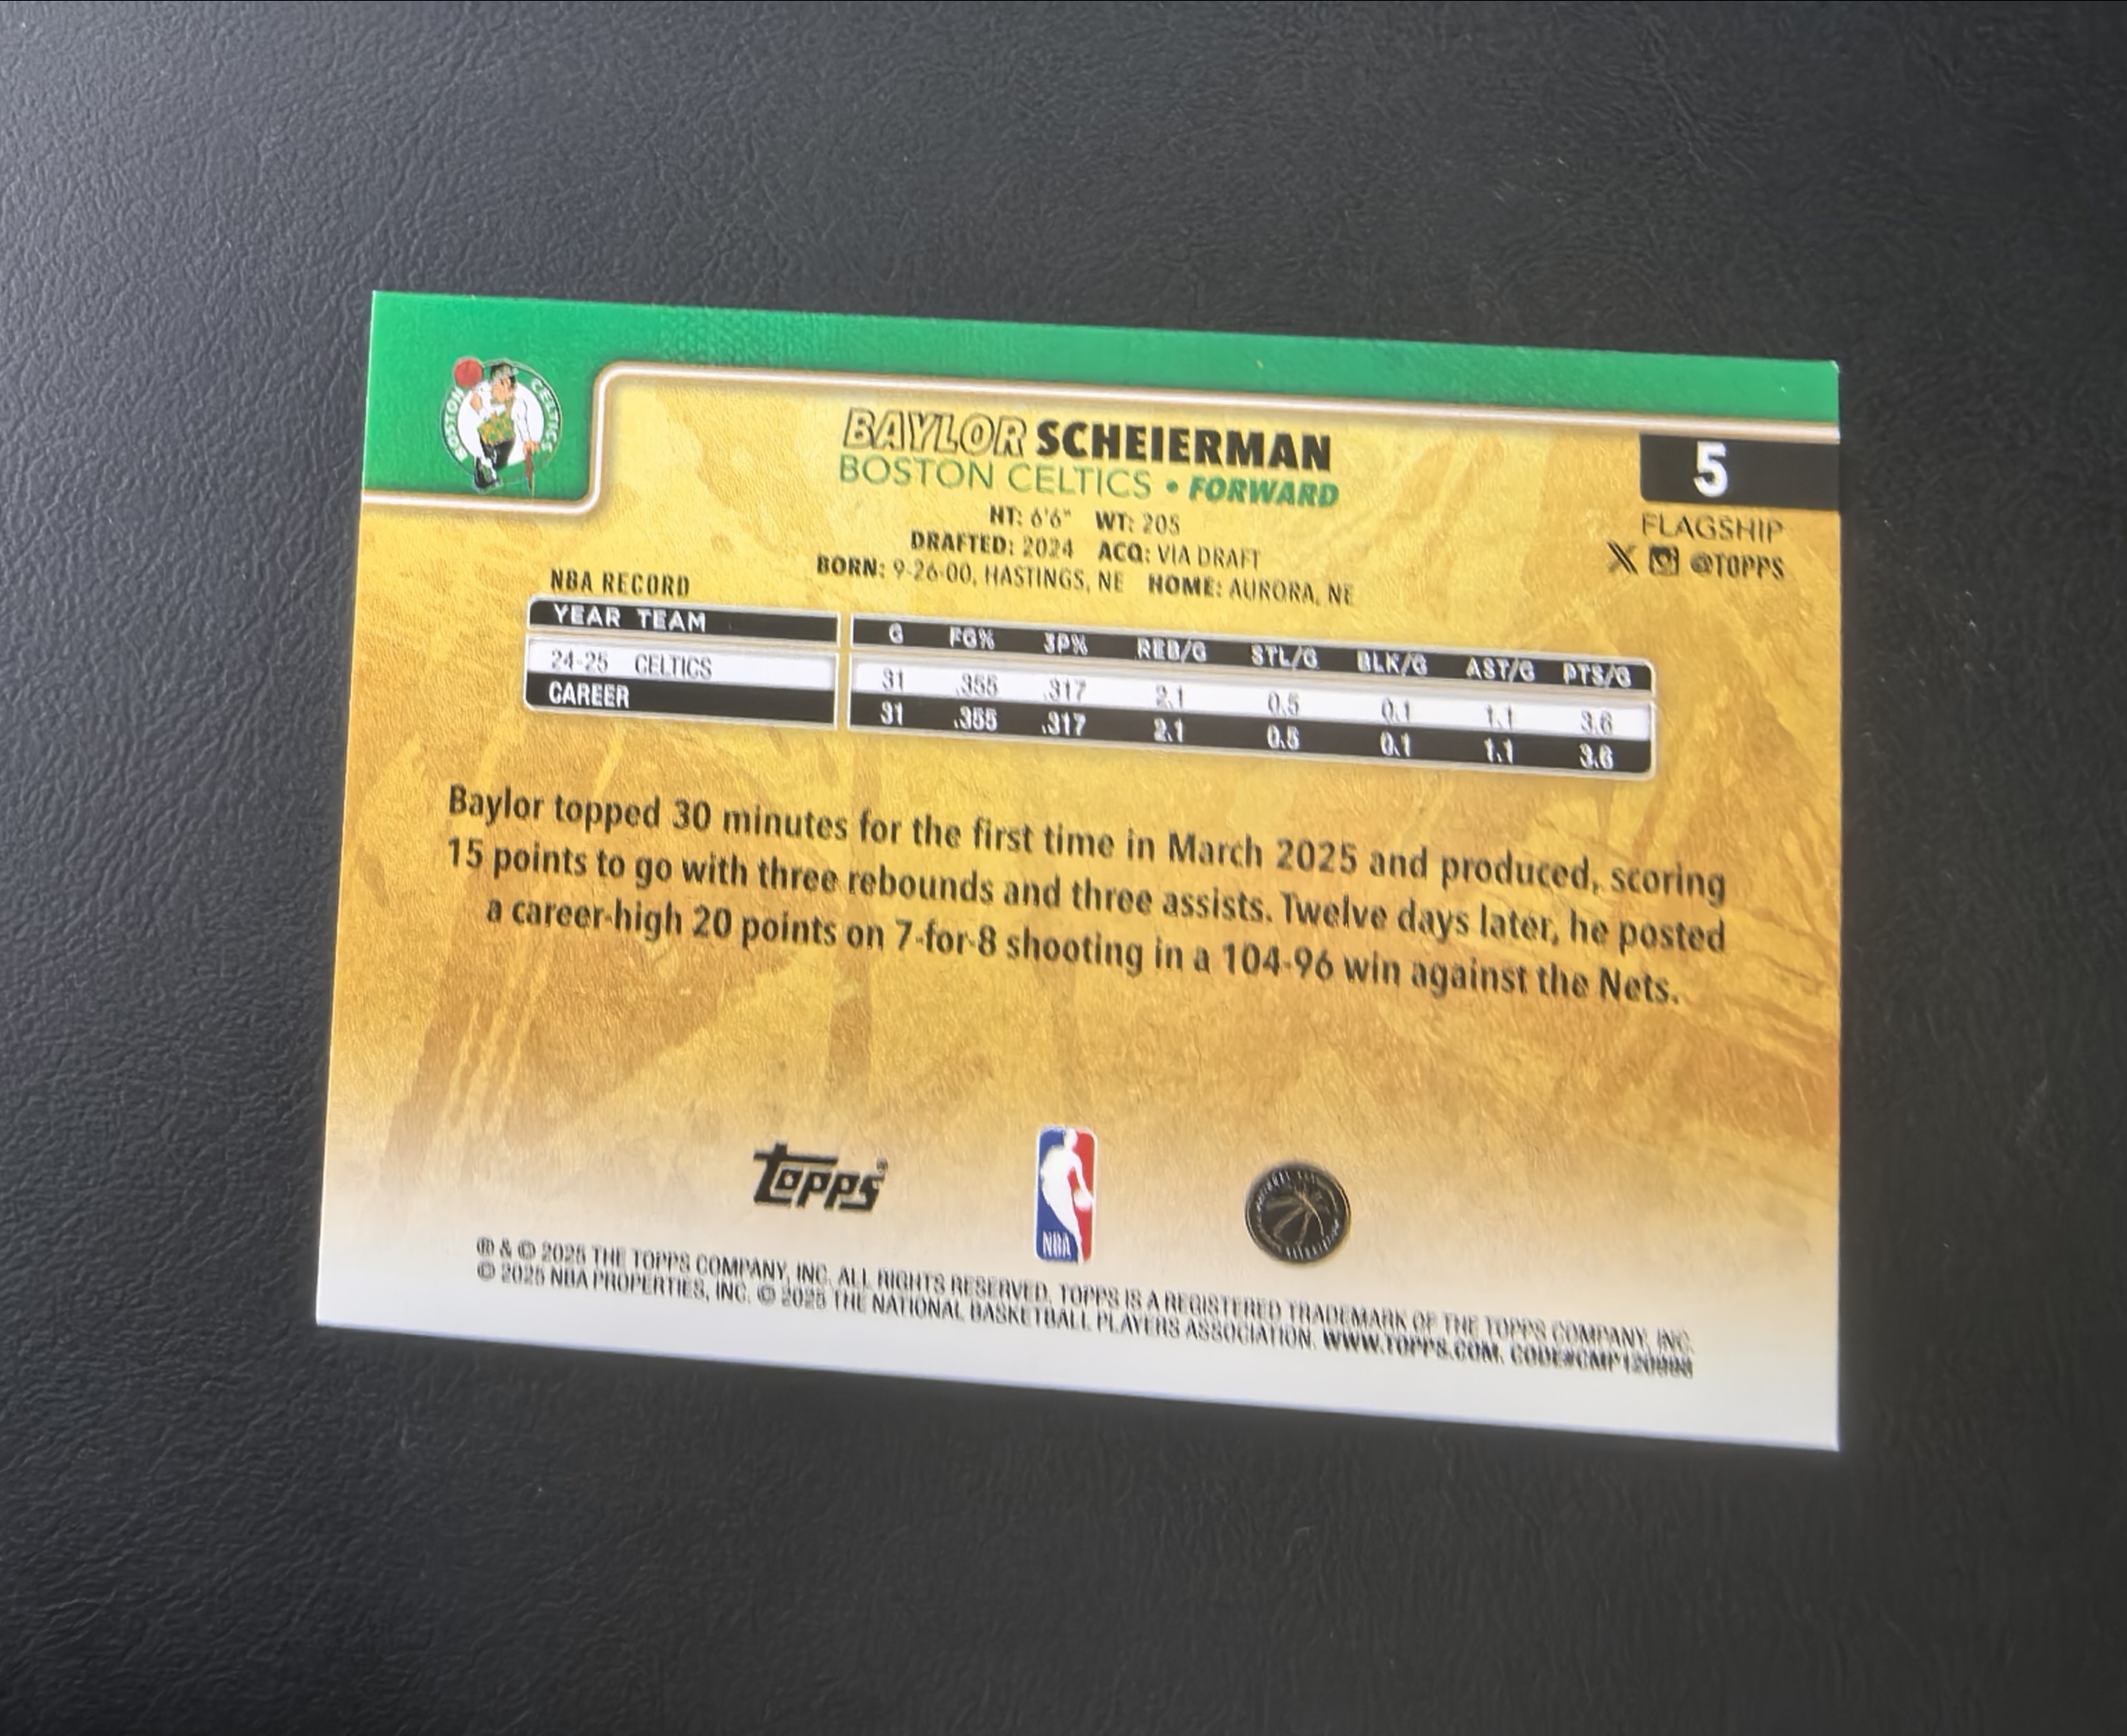 BOSTON CELTICS
BAYLOR SCHEIERMAN
BOSTON CELTICS • FORWARD
5
HT: 6'6" WT: 205
FLAGSHIP
DRAFTED: 2024 ACQ: VIA DRAFT
@TOPPS
BORN: 9-26-00, HASTINGS, NE HOME: AURORA, NE
NBA RECORD
YEAR TEAM G FG% 3P% REB/G STL/G BLK/G AST/G PTS/G
24-25 CELTICS 31 .355 .317 2.1 0.5 0.1 1.1 3.6
CAREER 31 .355 .317 2.1 0.5 0.1 1.1 3.6
Baylor topped 30 minutes for the first time in March 2025 and produced, scoring
15 points to go with three rebounds and three assists. Twelve days later, he posted
a career-high 20 points on 7-for-8 shooting in a 104-96 win against the Nets.
Topps
NBA
® & © 2025 THE TOPPS COMPANY, INC. ALL RIGHTS RESERVED. TOPPS IS A REGISTERED TRADEMARK OF THE TOPPS COMPANY, INC.
© 2025 NBA PROPERTIES, INC. © 2025 THE NATIONAL BASKETBALL PLAYERS ASSOCIATION. WWW.TOPPS.COM.